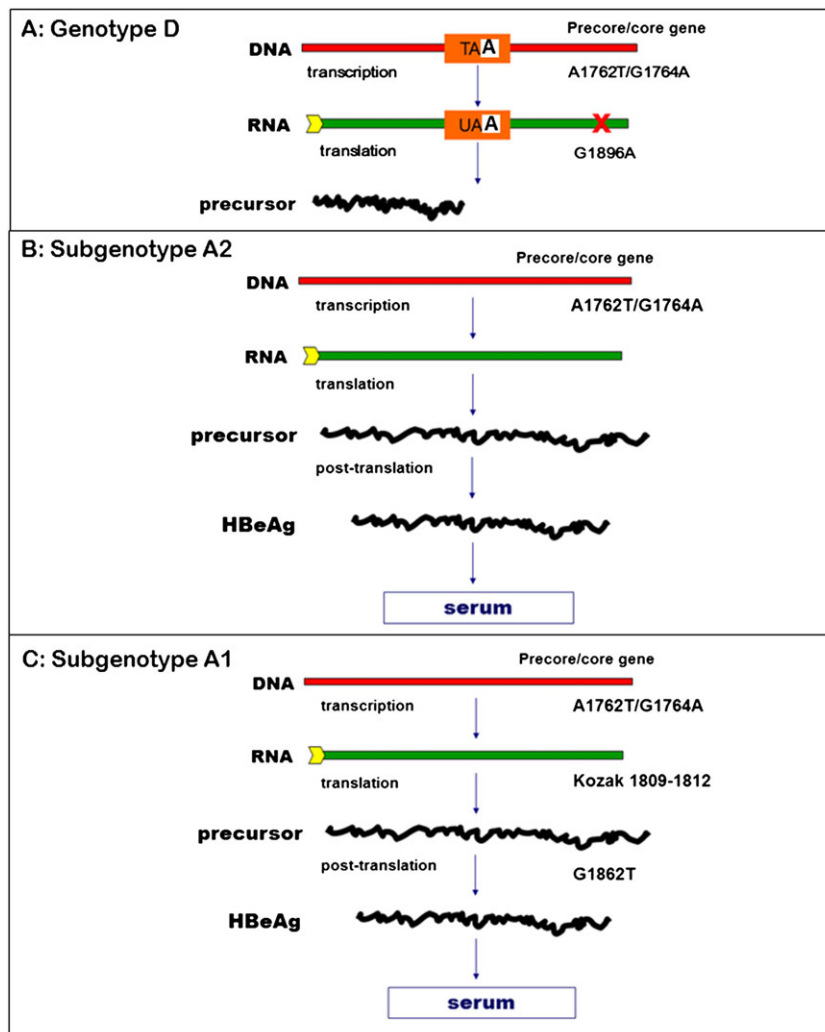 A: Genotype D
Precore/core gene
DNA
TAA
transcription
A1762T/G1764A
RNA
UAA
X
translation
G1896A
precursor
B: Subgenotype A2
Precore/core gene
DNA
transcription
A1762T/G1764A
RNA
translation
precursor
post-translation
HBeAg
serum
C: Subgenotype A1
Precore/core gene
DNA
transcription
A1762T/G1764A
RNA
translation
Kozak 1809-1812
precursor
post-translation
G1862T
HBeAg
serum